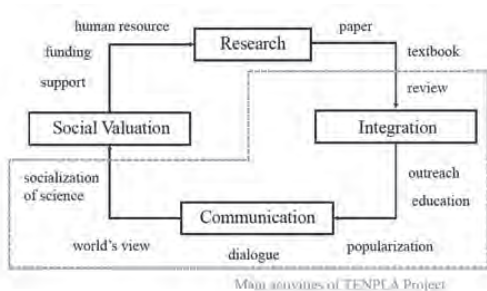 human resource
paper
Research
funding
textbook
support
review
Social Valuation
Integration
socialization
of science
outreach
education
Communication
world's view
dialogue
popularization
Main activities of TENPLA Project